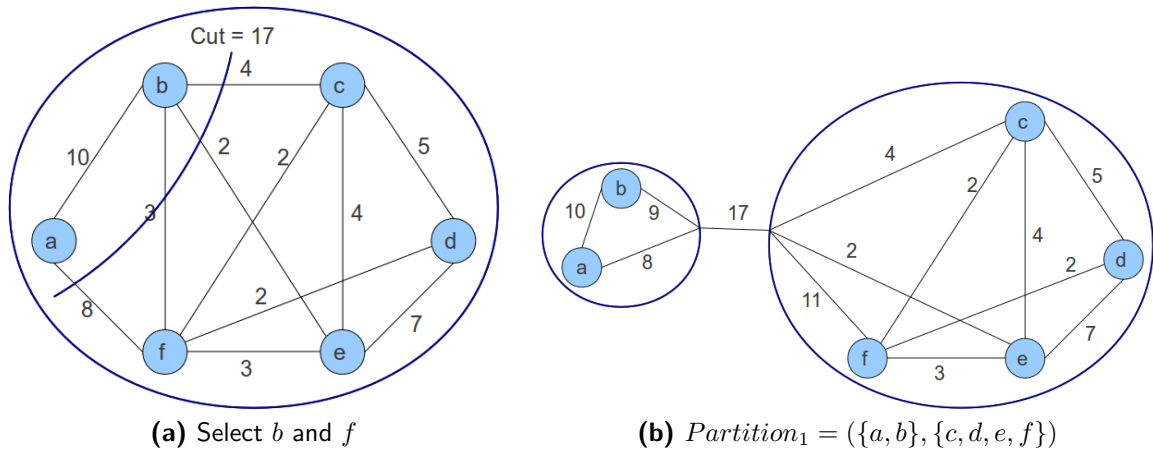 Cut = 17
b
4
c
10
2
2
5
3
4
a
d
8
2
7
f
3
e
(a) Select b and f
c
4
2
5
b
10
9
17
a
8
2
4
2
d
11
7
f
3
e
(b) Partition₁ = ({a, b}, {c, d, e, f})